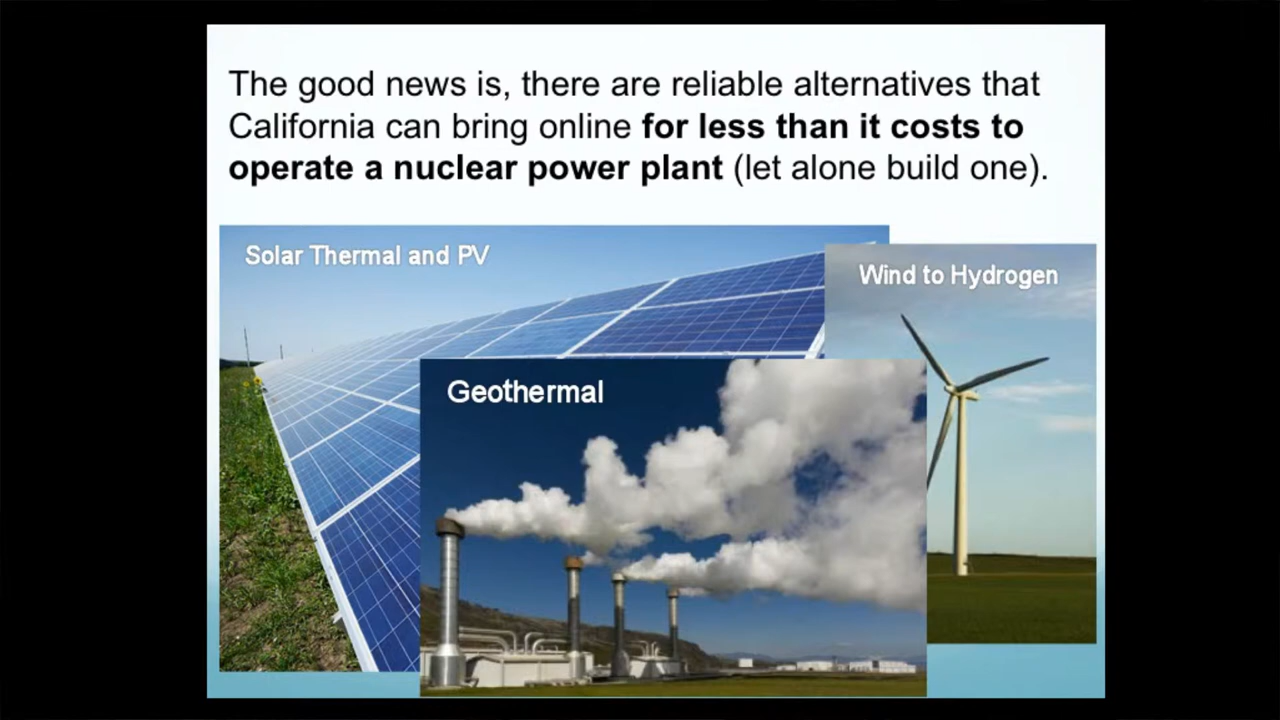 The good news is, there are reliable alternatives that
California can bring online for less than it costs to
operate a nuclear power plant (let alone build one).
Solar Thermal and PV
Wind to Hydrogen
Geothermal